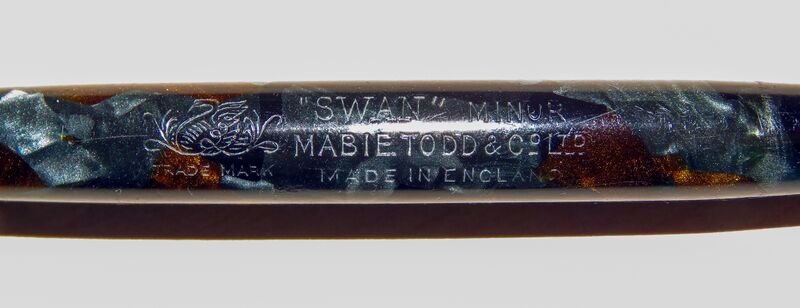 "SWAN" MINOR
MABIE TODD & Co LTD
TRADE MARK
MADE IN ENGLAND